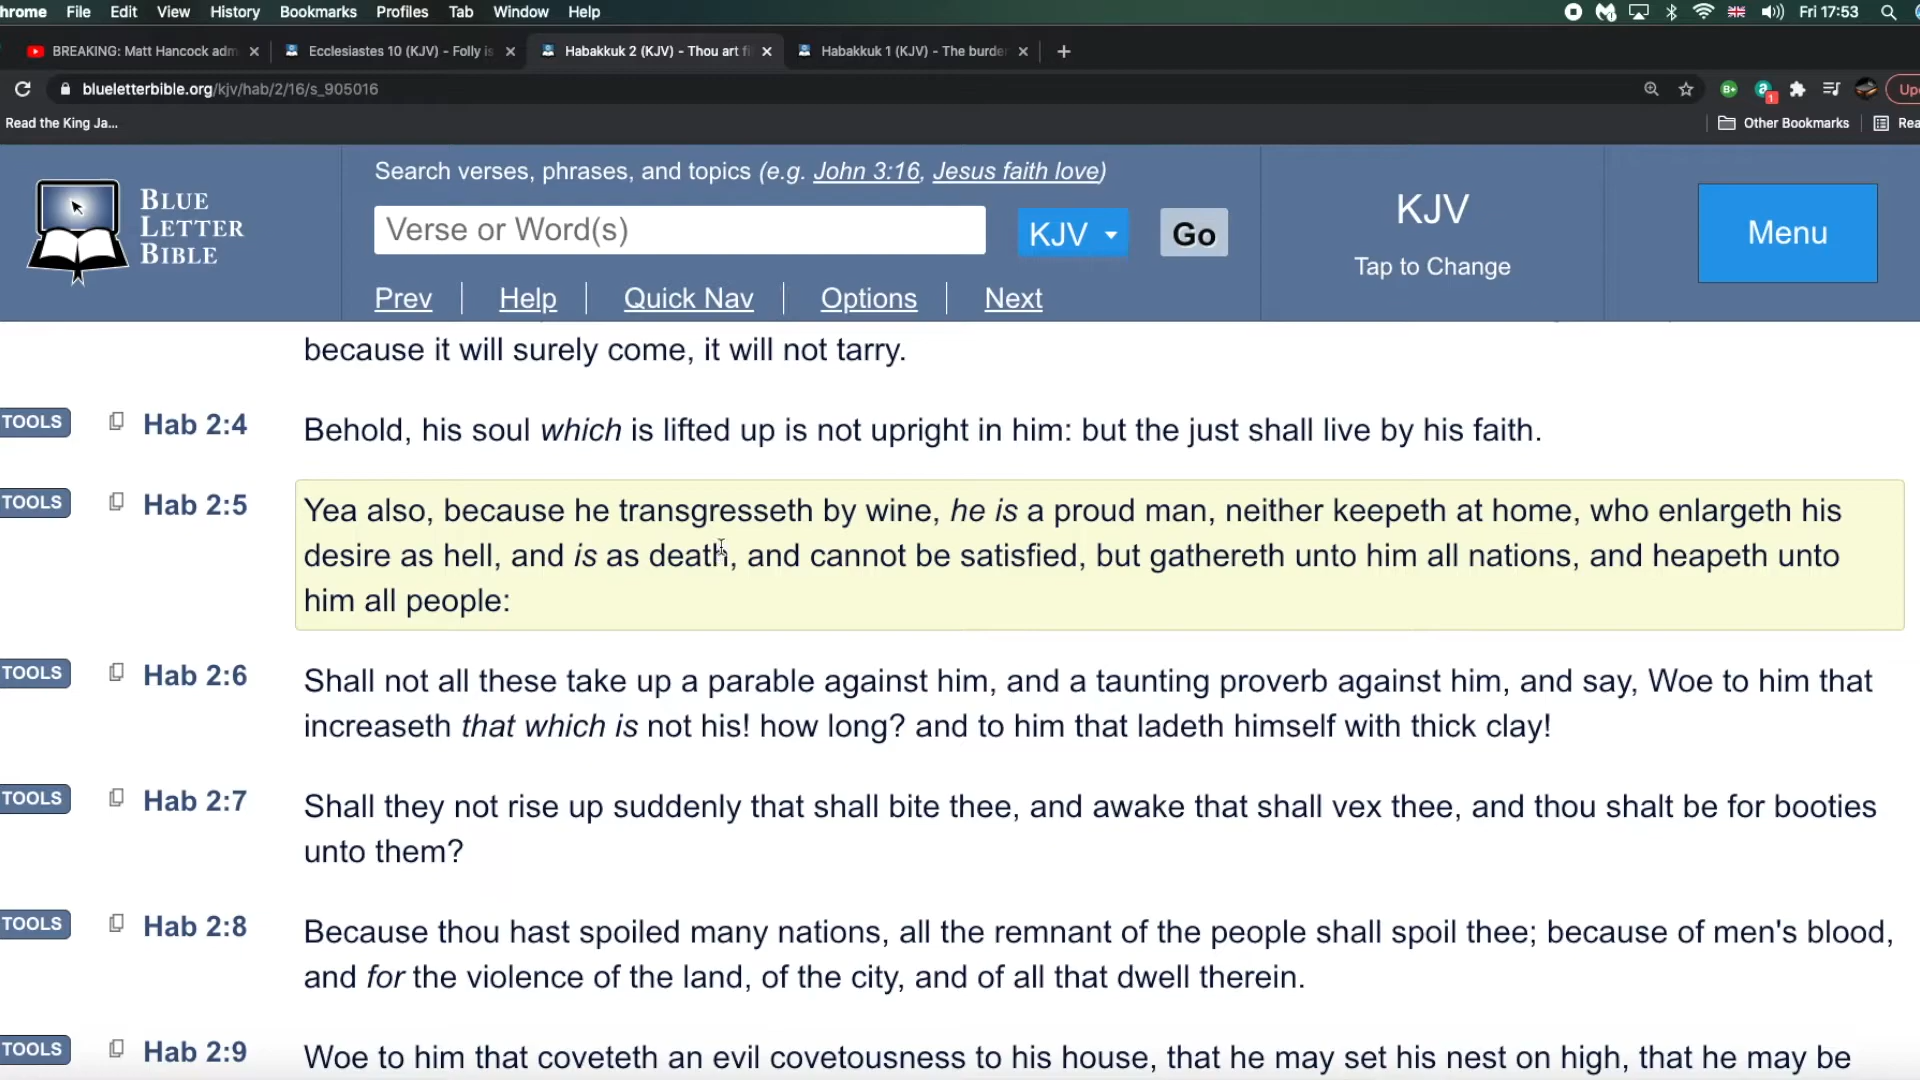 hrome File Edit View History Bookmarks Profiles Tab Window Help Fri 17:53
BREAKING: Matt Hancock adm Ecclesiastes 10 (KJV) - Folly is Habakkuk 2 (KJV) - Thou art fi Habakkuk 1 (KJV) - The burde
blueletterbible.org/kjv/hab/2/16/s_905016 B+ a 1 Up
Read the King Ja... Other Bookmarks Rea
Search verses, phrases, and topics (e.g. John 3:16, Jesus faith love)
BLUE
LETTER
BIBLE
Verse or Word(s) KJV Go
KJV
Tap to Change
Menu
Prev Help Quick Nav Options Next
because it will surely come, it will not tarry.
TOOLS Hab 2:4 Behold, his soul which is lifted up is not upright in him: but the just shall live by his faith.
TOOLS Hab 2:5 Yea also, because he transgresseth by wine, he is a proud man, neither keepeth at home, who enlargeth his
desire as hell, and is as death, and cannot be satisfied, but gathereth unto him all nations, and heapeth unto
him all people:
TOOLS Hab 2:6 Shall not all these take up a parable against him, and a taunting proverb against him, and say, Woe to him that
increaseth that which is not his! how long? and to him that ladeth himself with thick clay!
TOOLS Hab 2:7 Shall they not rise up suddenly that shall bite thee, and awake that shall vex thee, and thou shalt be for booties
unto them?
TOOLS Hab 2:8 Because thou hast spoiled many nations, all the remnant of the people shall spoil thee; because of men's blood,
and for the violence of the land, of the city, and of all that dwell therein.
TOOLS Hab 2:9 Woe to him that coveteth an evil covetousness to his house, that he may set his nest on high, that he may be